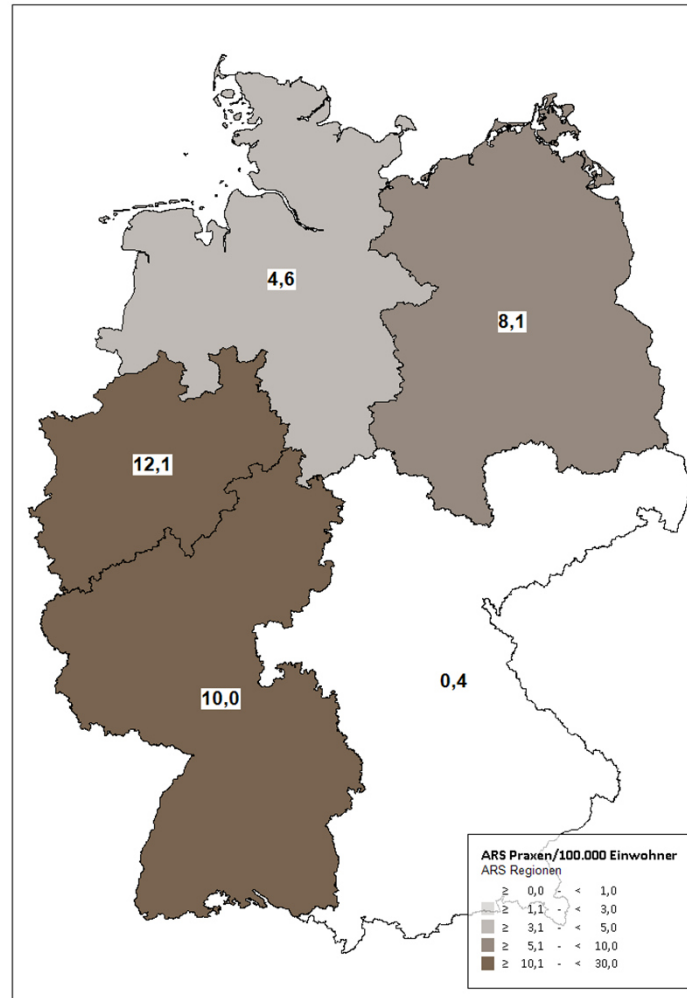 4,6
8,1
12,1
0,4
10,0
ARS Praxen/100.000 Einwohner
ARS Regionen
≥ 0,0 - < 1,0
≥ 1,1 - < 3,0
≥ 3,1 - < 5,0
≥ 5,1 - < 10,0
≥ 10,1 - < 30,0